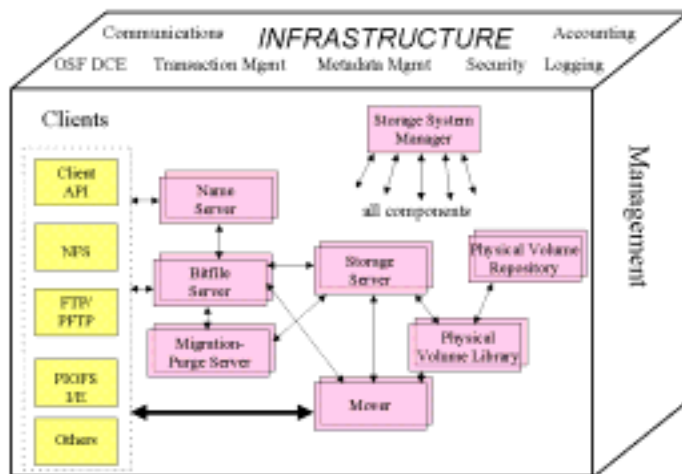 Communications
INFRASTRUCTURE
Accounting
OSF DCE
Transaction Mgmt
Metadata Mgmt
Security
Logging
Clients
Client
API
NFS
FTP/
PFTP
PIOFS
I/E
Others
Name
Server
Bitfile
Server
Migration-
Purge Server
Storage System
Manager
all components
Storage
Server
Physical Volume
Repository
Physical
Volume Library
Mover
Management